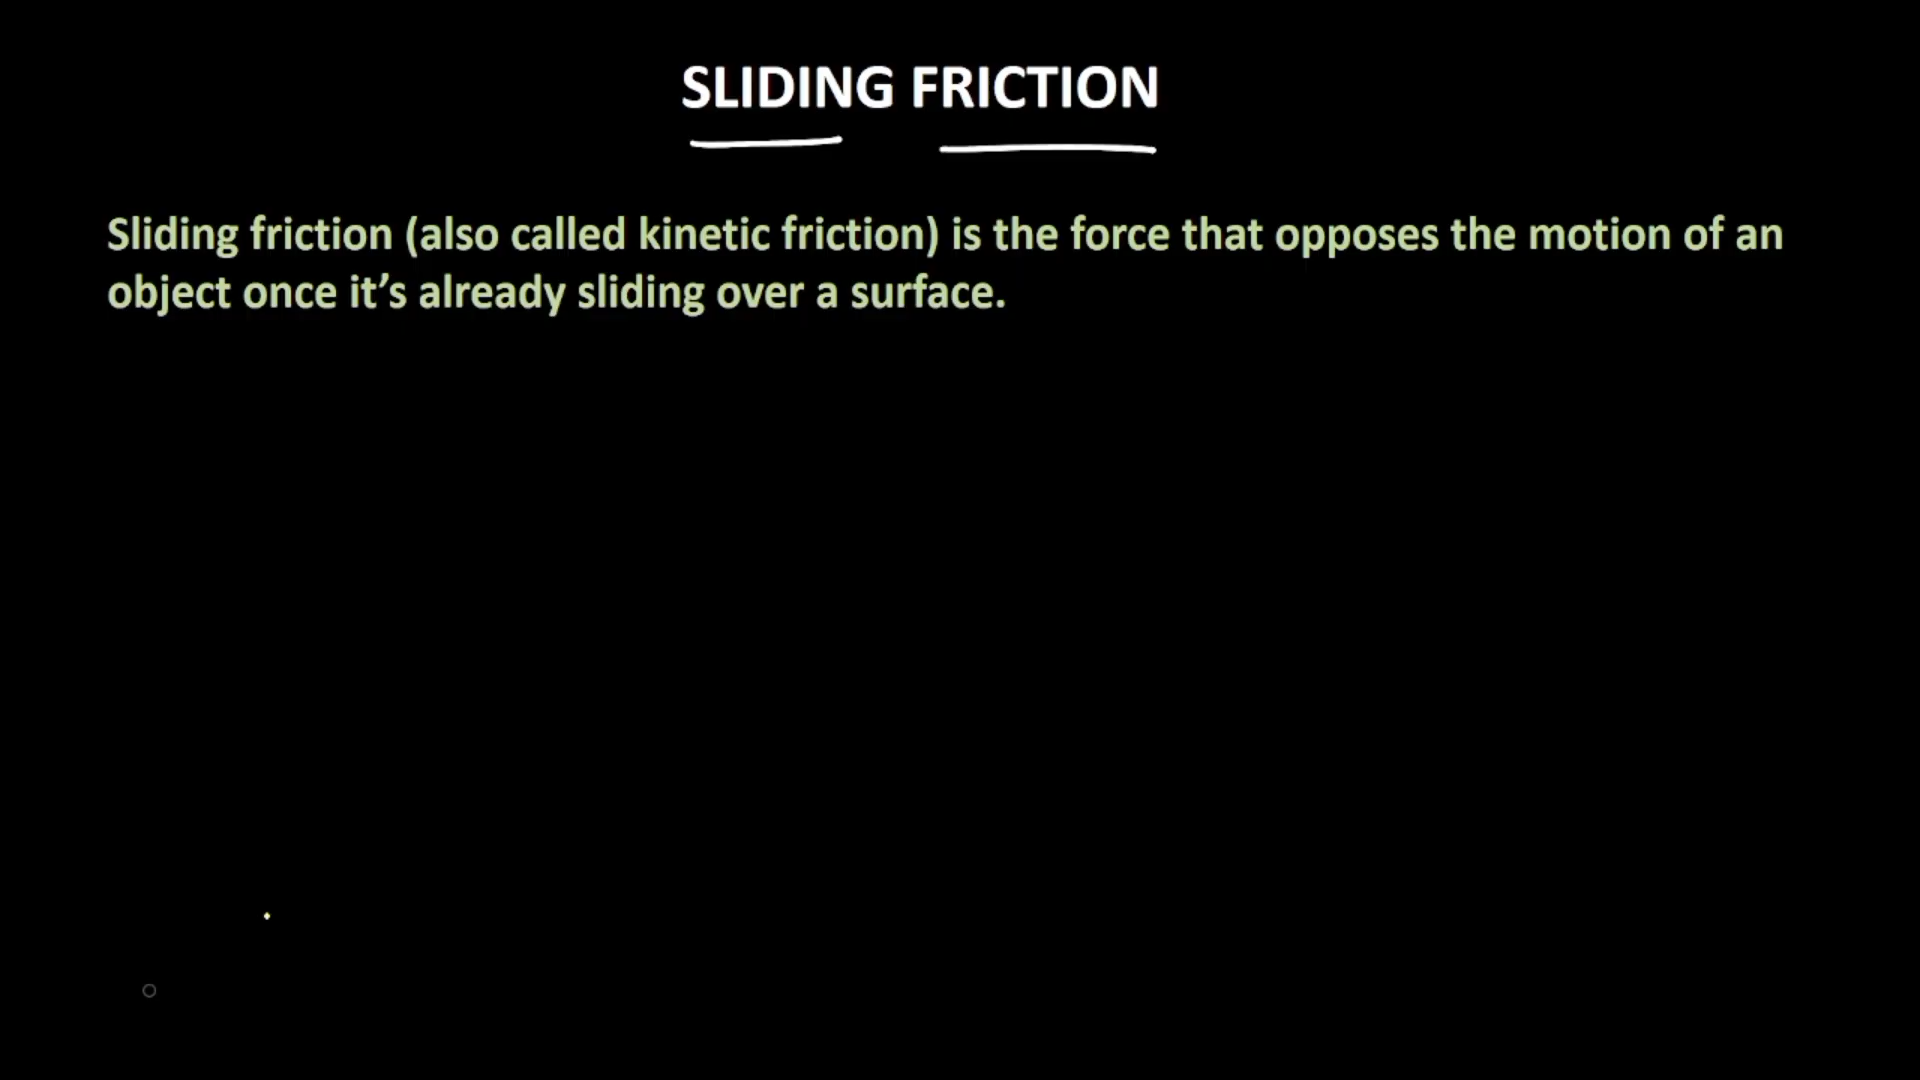 SLIDING FRICTION
Sliding friction (also called kinetic friction) is the force that opposes the motion of an
object once it’s already sliding over a surface.